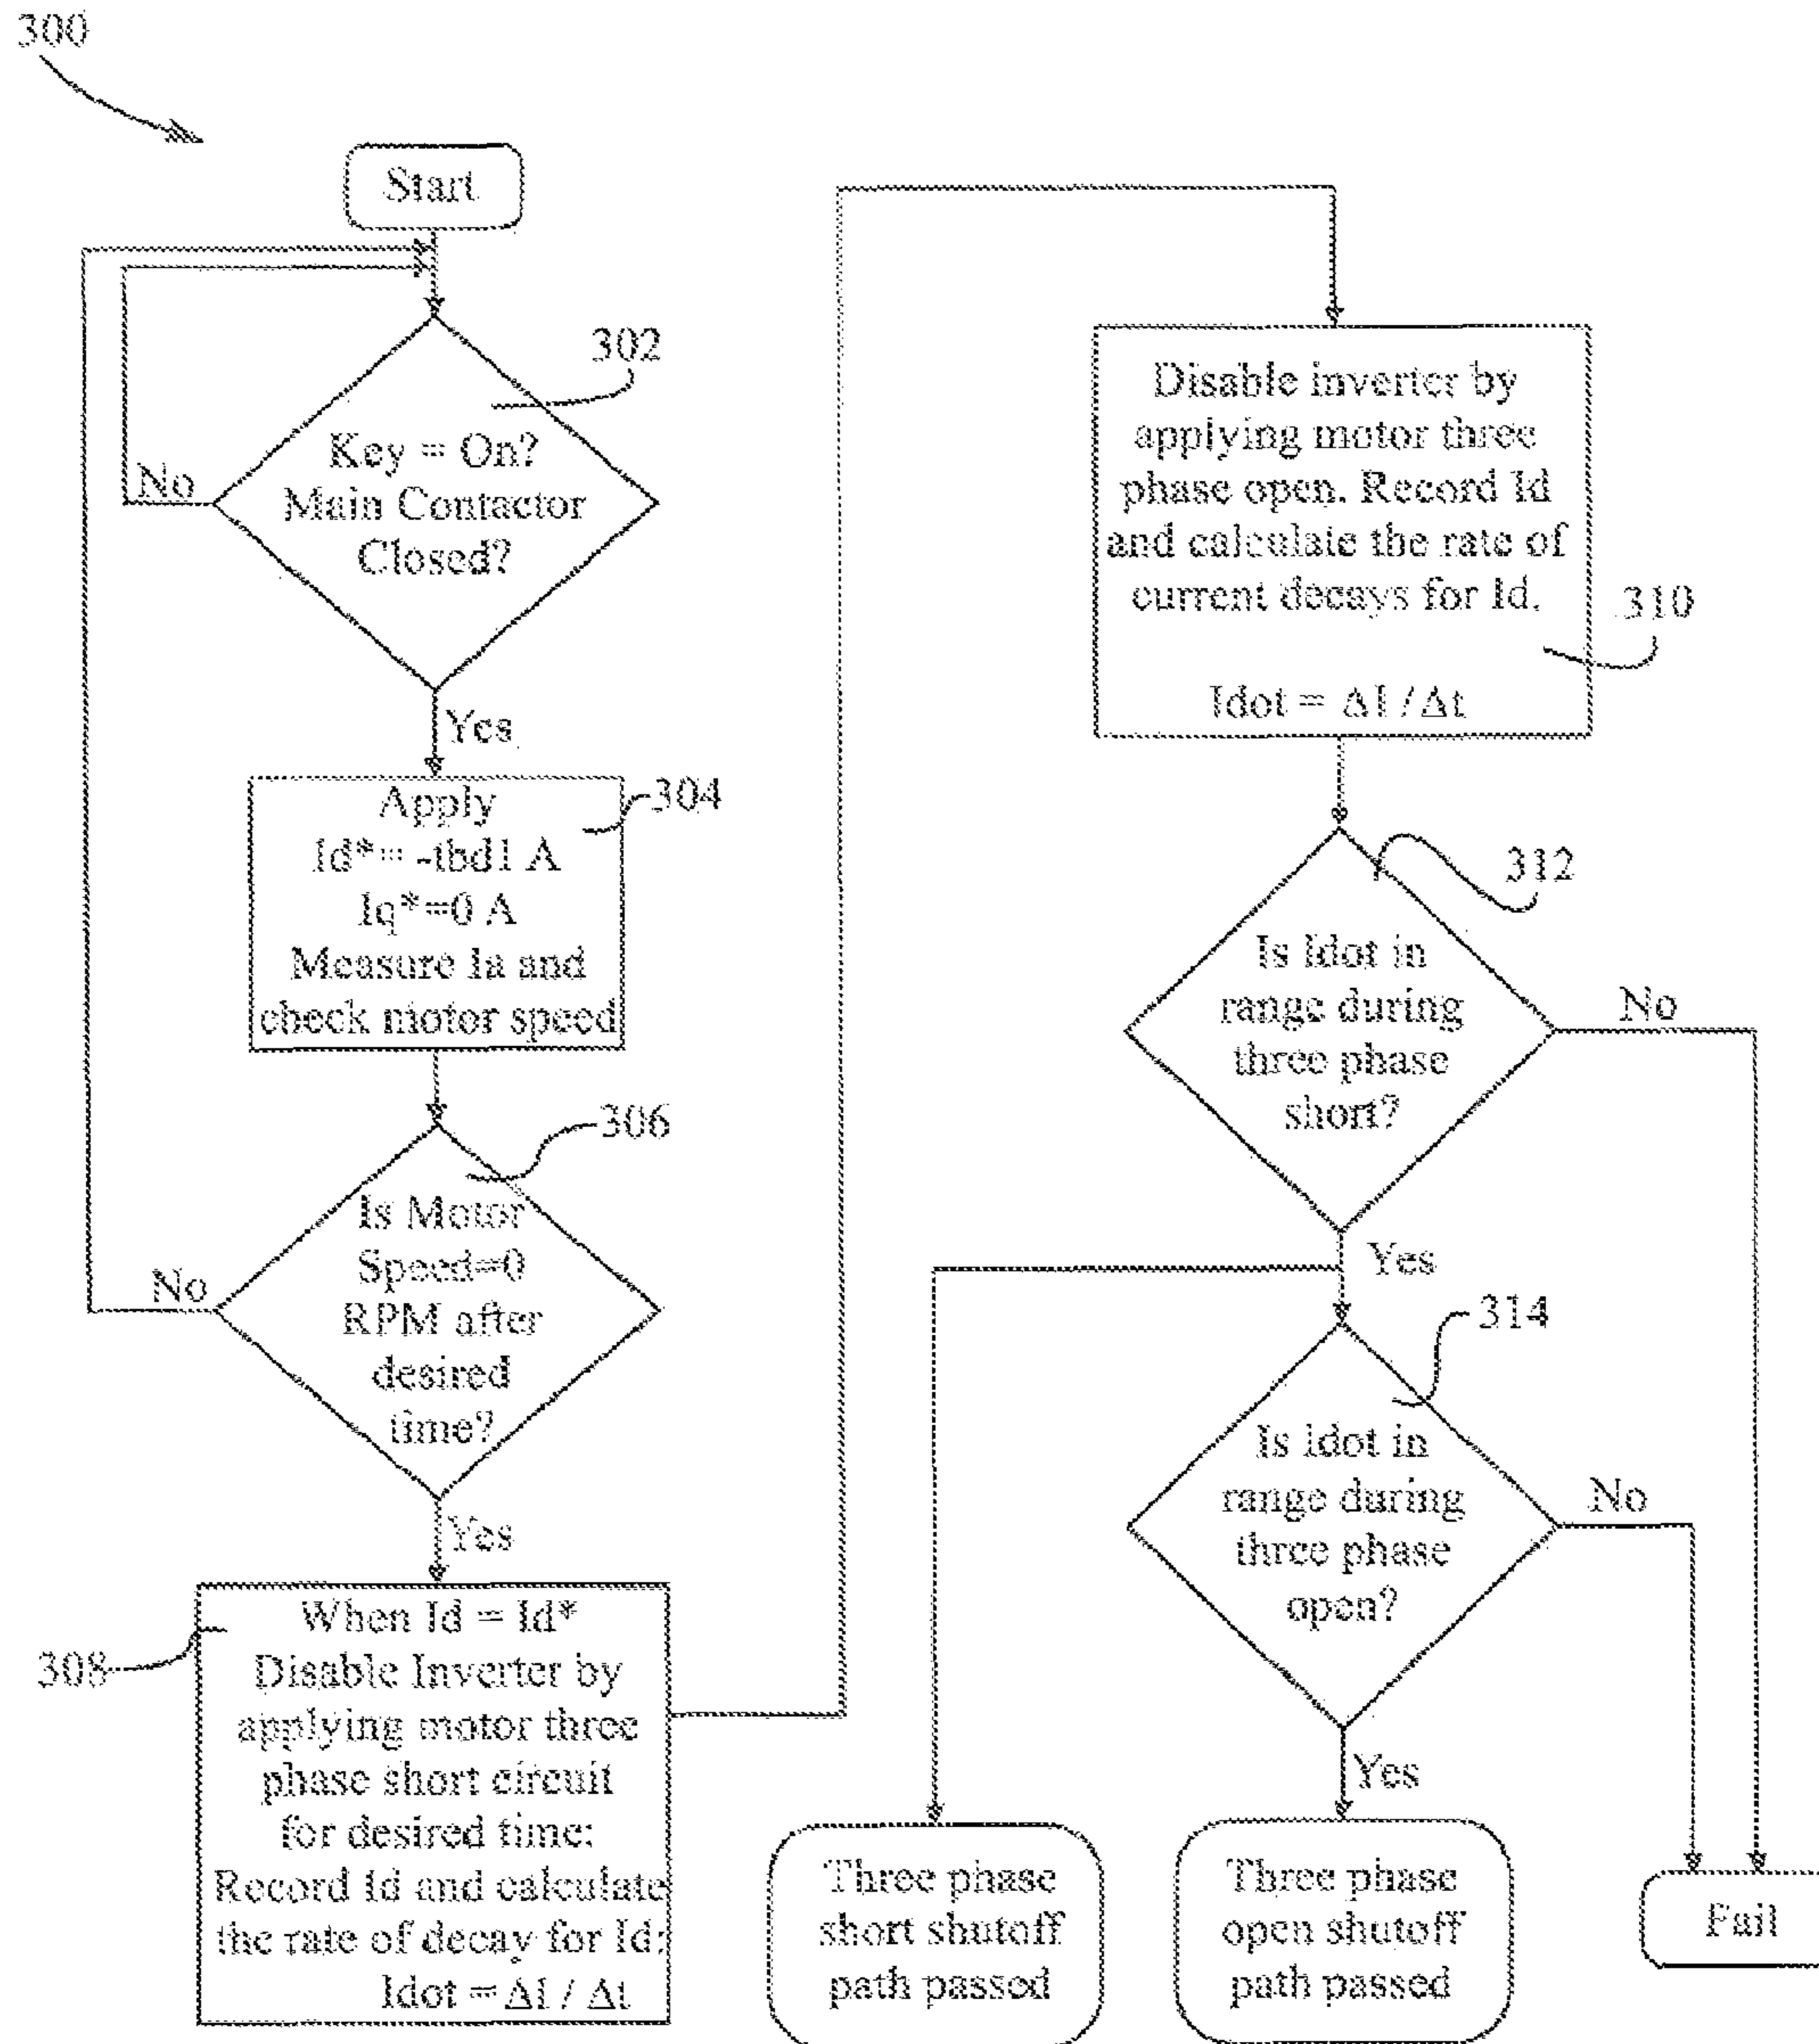 300
Start
302
Key = On?
Main Contactor
Closed?
No
Yes
Apply
304
Id*= -tbd1 A
Iq*=0 A
Measure Ia and
check motor speed
306
Is Motor
Speed=0
RPM after
desired
time?
No
Yes
308
When Id = Id*
Disable Inverter by
applying motor three
phase short circuit
for desired time:
Record Id and calculate
the rate of decay for Id:
Idot = ΔI / Δt
Disable inverter by
applying motor three
phase open. Record Id
and calculate the rate of
current decays for Id.
310
Idot = ΔI / Δt
312
Is Idot in
range during
three phase
short?
No
Yes
314
Is Idot in
range during
three phase
open?
No
Yes
Three phase
short shutoff
path passed
Three phase
open shutoff
path passed
Fail